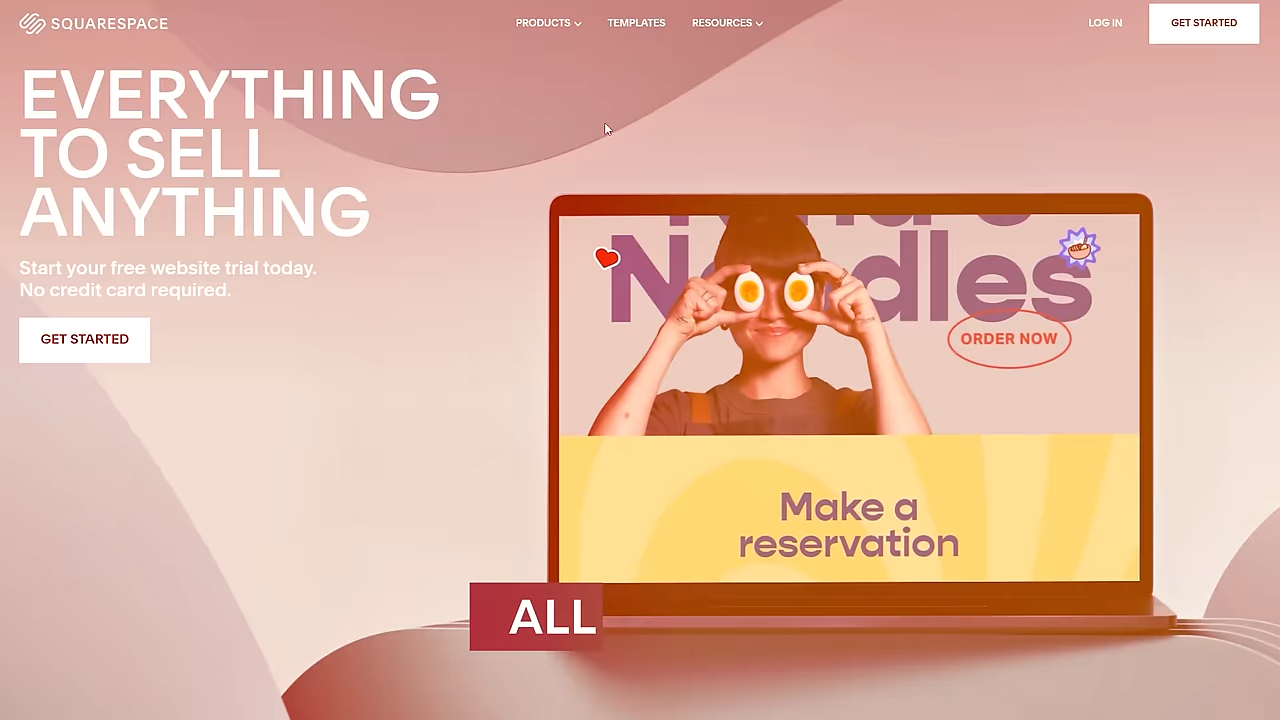 SQUARESPACE
PRODUCTS
TEMPLATES
RESOURCES
LOG IN
GET STARTED
EVERYTHING
TO SELL
ANYTHING
Start your free website trial today.
No credit card required.
GET STARTED
ORDER NOW
Make a
reservation
ALL